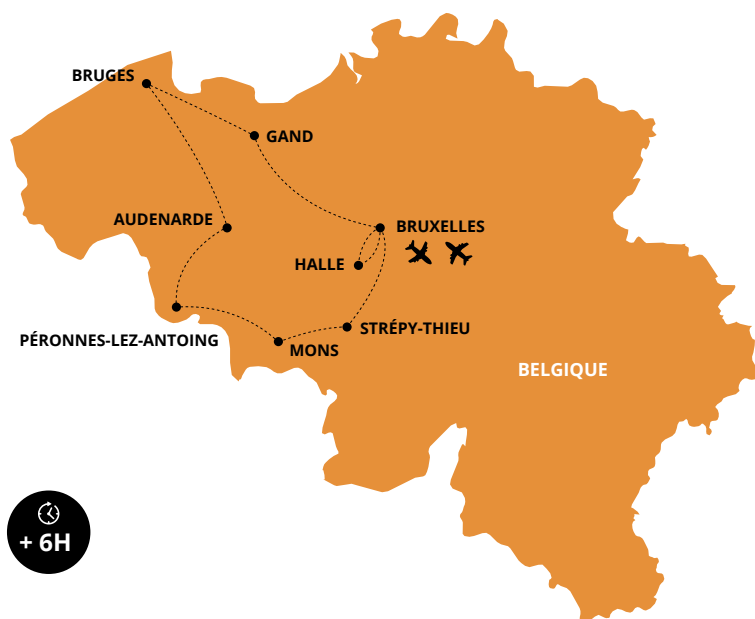 BRUGES
GAND
AUDENARDE
BRUXELLES
HALLE
STRÉPY-THIEU
PÉRONNES-LEZ-ANTOING
MONS
BELGIQUE
+ 6H